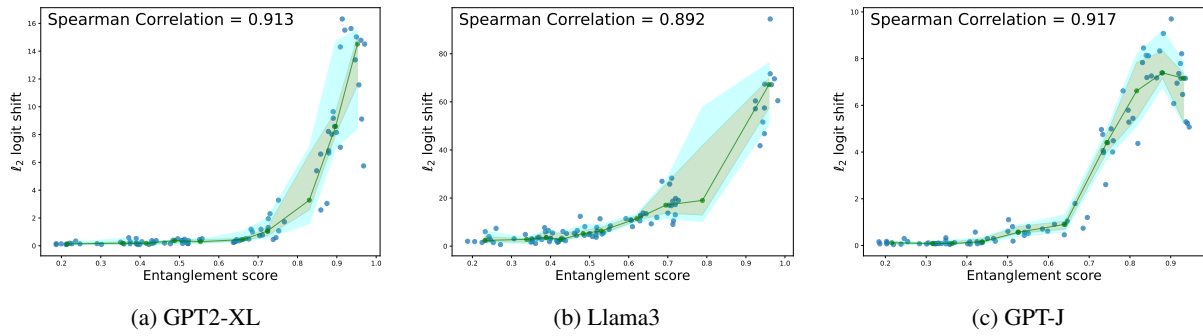 Spearman Correlation = 0.913
16
14
12
10
8
6
4
2
0
ℓ2 logit shift
0.2 0.3 0.4 0.5 0.6 0.7 0.8 0.9 1.0
Entanglement score
(a) GPT2-XL
Spearman Correlation = 0.892
80
60
40
20
0
ℓ2 logit shift
0.2 0.3 0.4 0.5 0.6 0.7 0.8 0.9 1.0
Entanglement score
(b) Llama3
Spearman Correlation = 0.917
10
8
6
4
2
0
ℓ2 logit shift
0.2 0.3 0.4 0.5 0.6 0.7 0.8 0.9
Entanglement score
(c) GPT-J